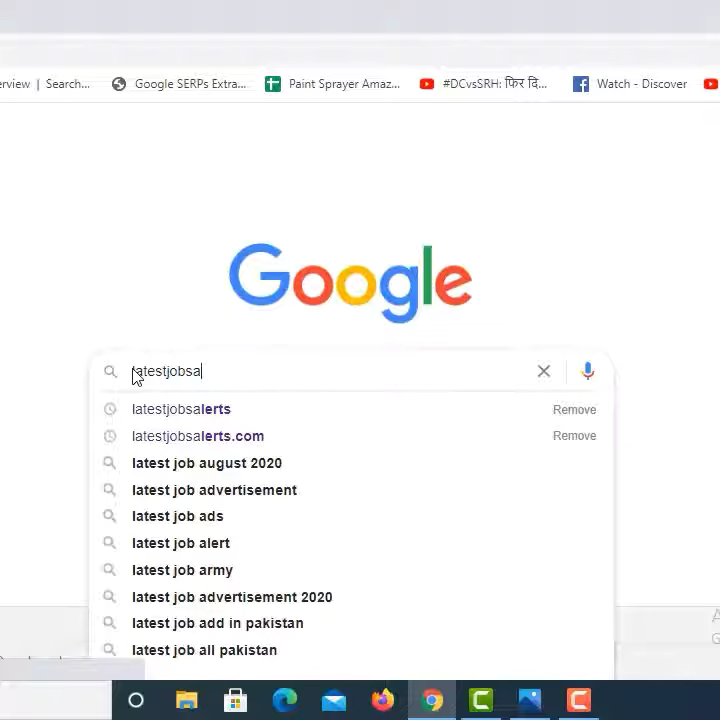 erview | Search...
Google SERPs Extra...
Paint Sprayer Amaz...
#DCvsSRH: फिर दि...
Watch - Discover
Google
latestjobsa
latestjobsalerts Remove
latestjobsalerts.com Remove
latest job august 2020
latest job advertisement
latest job ads
latest job alert
latest job army
latest job advertisement 2020
latest job add in pakistan
latest job all pakistan